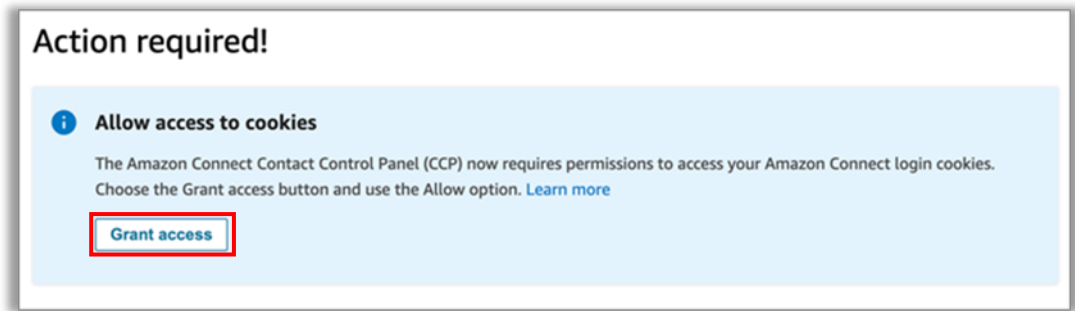 Action required!
Allow access to cookies
The Amazon Connect Contact Control Panel (CCP) now requires permissions to access your Amazon Connect login cookies.
Choose the Grant access button and use the Allow option. Learn more
Grant access